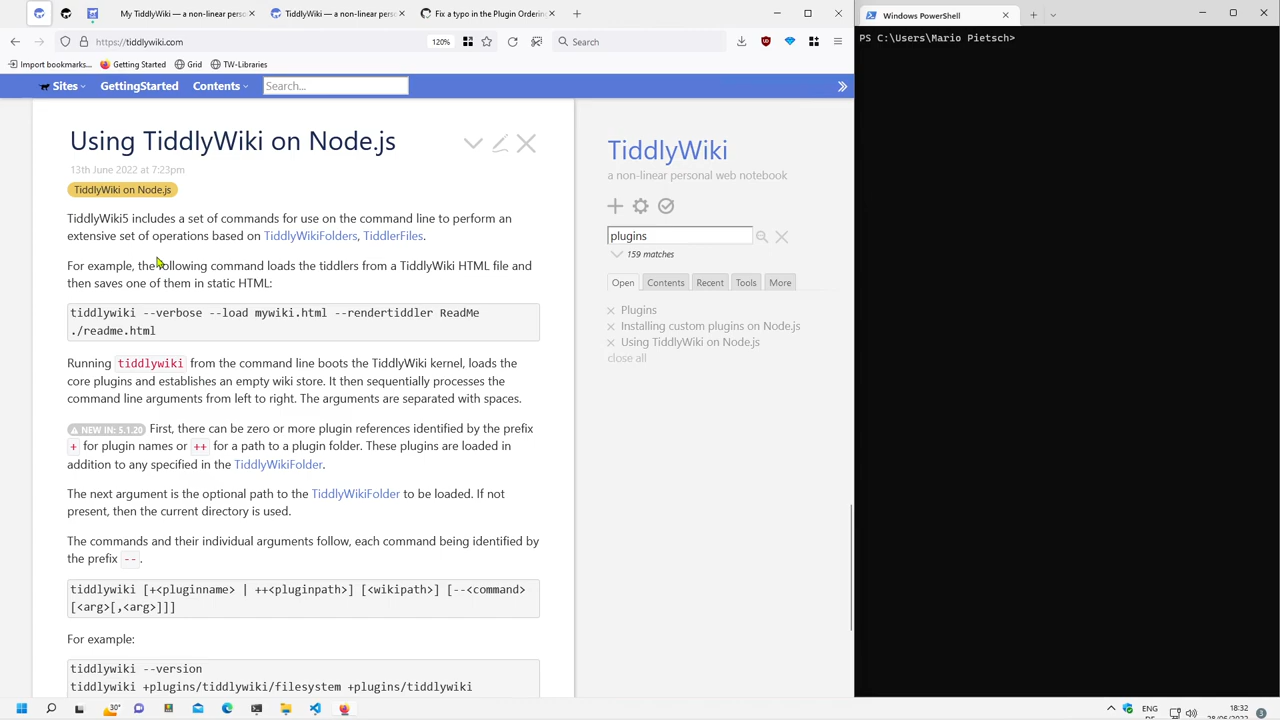 My TiddlyWiki — a non-linear pers
TiddlyWiki — a non-linear perso
Fix a typo in the Plugin Ordering
https://tiddlywiki.com
120%
Search
Import bookmarks...
Getting Started
Grid
TW-Libraries
Sites
GettingStarted
Contents
Search...
Using TiddlyWiki on Node.js
13th June 2022 at 7:23pm
TiddlyWiki on Node.js
TiddlyWiki5 includes a set of commands for use on the command line to perform an
extensive set of operations based on TiddlyWikiFolders, TiddlerFiles.
For example, the following command loads the tiddlers from a TiddlyWiki HTML file and
then saves one of them in static HTML:
tiddlywiki --verbose --load mywiki.html --rendertiddler ReadMe
./readme.html
Running tiddlywiki from the command line boots the TiddlyWiki kernel, loads the
core plugins and establishes an empty wiki store. It then sequentially processes the
command line arguments from left to right. The arguments are separated with spaces.
NEW IN: 5.1.20 First, there can be zero or more plugin references identified by the prefix
+ for plugin names or ++ for a path to a plugin folder. These plugins are loaded in
addition to any specified in the TiddlyWikiFolder.
The next argument is the optional path to the TiddlyWikiFolder to be loaded. If not
present, then the current directory is used.
The commands and their individual arguments follow, each command being identified by
the prefix --.
tiddlywiki [+<pluginname> | ++<pluginpath>] [<wikipath>] [--<command>
[<arg>[,<arg>]]]
For example:
tiddlywiki --version
tiddlywiki +plugins/tiddlywiki/filesystem +plugins/tiddlywiki
TiddlyWiki
a non-linear personal web notebook
plugins
159 matches
Open
Contents
Recent
Tools
More
Plugins
Installing custom plugins on Node.js
Using TiddlyWiki on Node.js
close all
Windows PowerShell
PS C:\Users\Mario Pietsch>
30°
ENG
18:32
28/06/2022